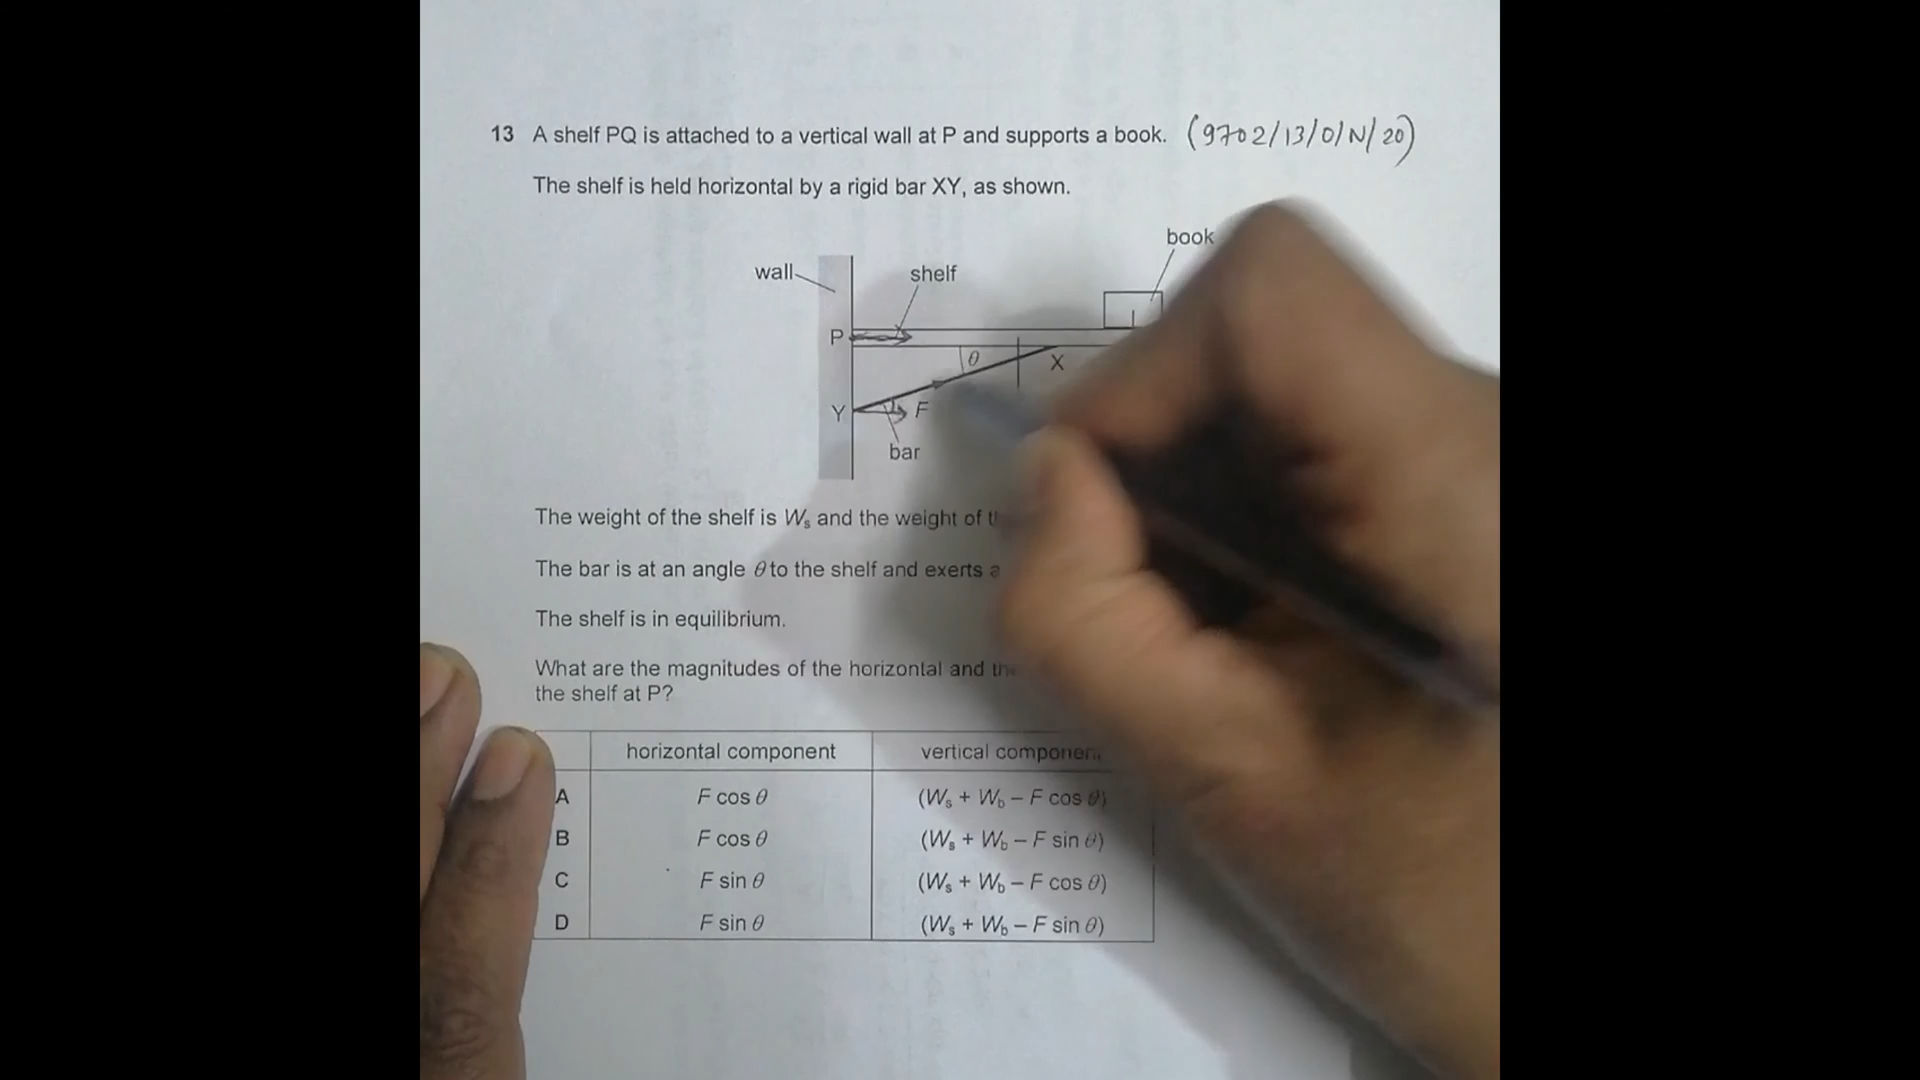 13 A shelf PQ is attached to a vertical wall at P and supports a book. (9702/13/O/N/20)
The shelf is held horizontal by a rigid bar XY, as shown.
book
wall
shelf
P
θ
X
Y
F
bar
The weight of the shelf is Ws and the weight of
The bar is at an angle θ to the shelf and exerts
The shelf is in equilibrium.
What are the magnitudes of the horizontal and
the shelf at P?
horizontal component vertical component
A F cos θ (Ws + Wb – F cos θ)
B F cos θ (Ws + Wb – F sin θ)
C F sin θ (Ws + Wb – F cos θ)
D F sin θ (Ws + Wb – F sin θ)